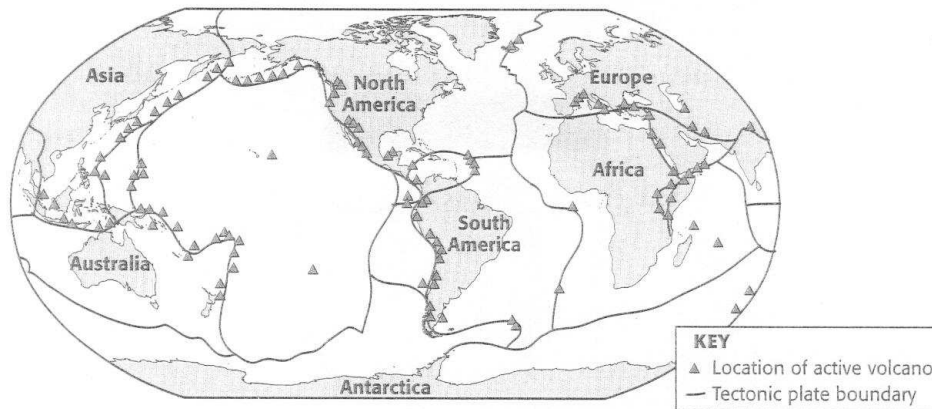 Asia
North
America
Europe
Africa
South
America
Australia
Antarctica
KEY
Location of active volcano
Tectonic plate boundary